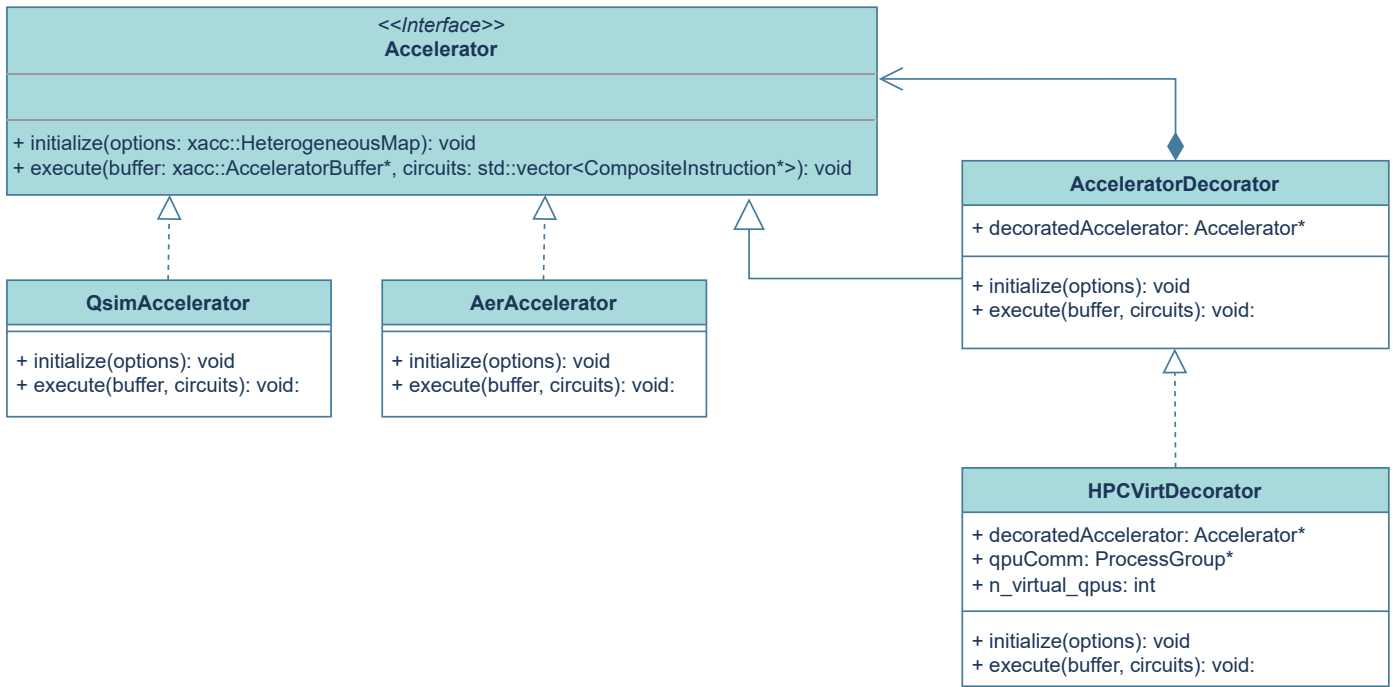 <<Interface>>
Accelerator
+ initialize(options: xacc::HeterogeneousMap): void
+ execute(buffer: xacc::AcceleratorBuffer*, circuits: std::vector<CompositeInstruction*>): void
AcceleratorDecorator
+ decoratedAccelerator: Accelerator*
+ initialize(options): void
+ execute(buffer, circuits): void:
QsimAccelerator
+ initialize(options): void
+ execute(buffer, circuits): void:
AerAccelerator
+ initialize(options): void
+ execute(buffer, circuits): void:
HPCVirtDecorator
+ decoratedAccelerator: Accelerator*
+ qpuComm: ProcessGroup*
+ n_virtual_qpus: int
+ initialize(options): void
+ execute(buffer, circuits): void: